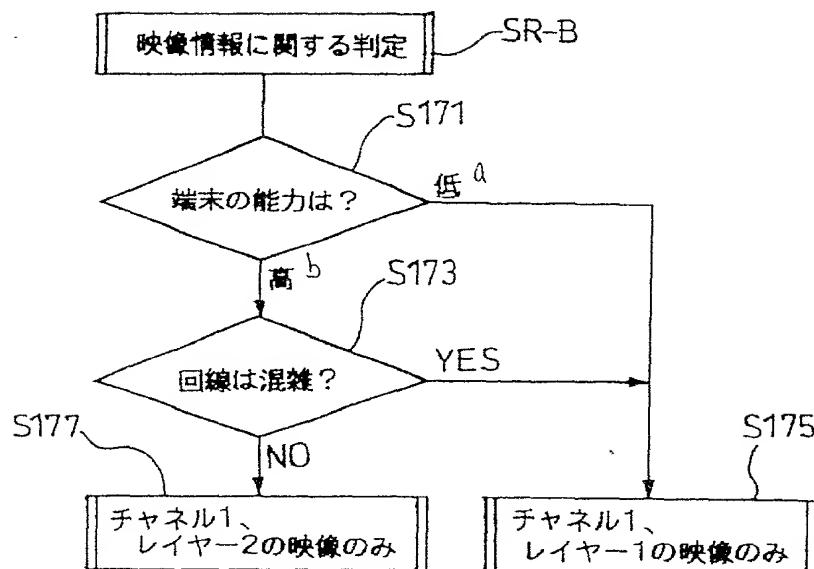 映像情報に関する判定
SR-B
S171
端末の能力は?
低 a
高 b
S173
回線は混雑?
YES
S177
NO
S175
チャネル1、
レイヤー2の映像のみ
チャネル1、
レイヤー1の映像のみ